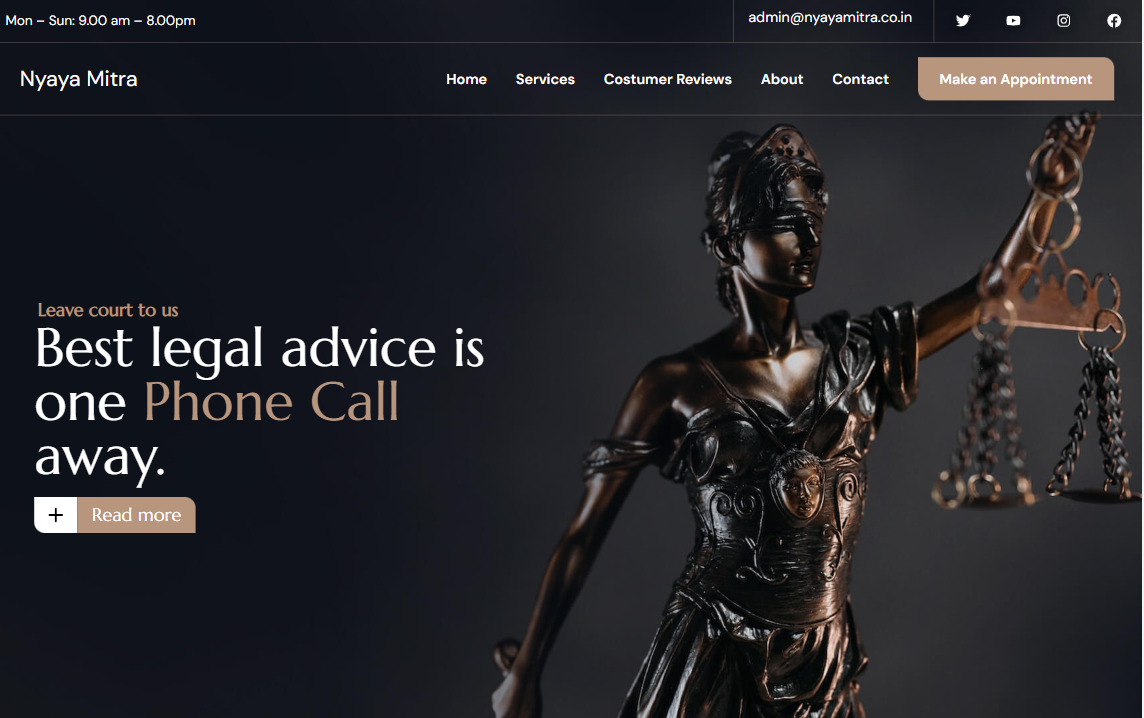 Mon – Sun: 9.00 am – 8.00pm
admin@nyayamitra.co.in
Nyaya Mitra
Home
Services
Costumer Reviews
About
Contact
Make an Appointment
Leave court to us
Best legal advice is
one Phone Call
away.
+ Read more